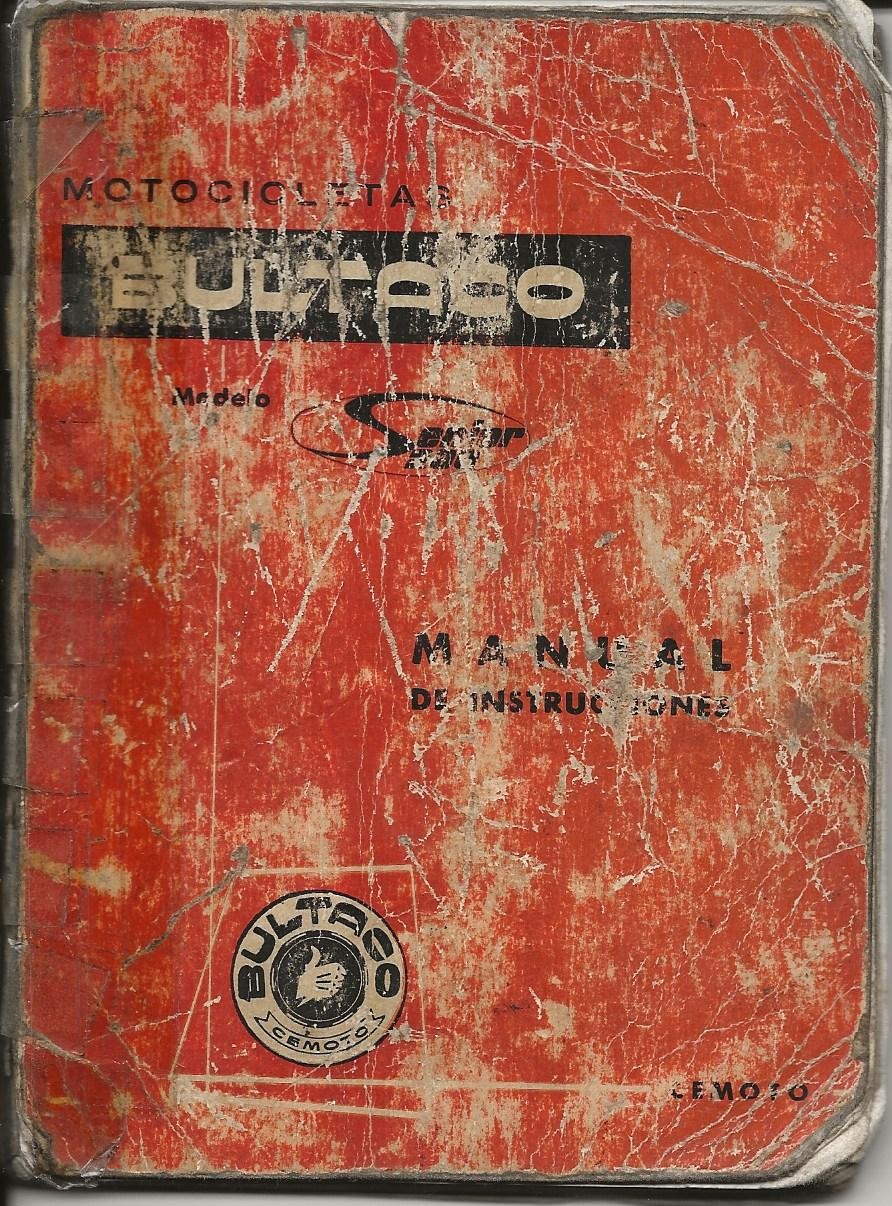 MOTOCICLETAS
BULTACO
Modelo
Senior
MANUAL
DE INSTRUCCIONES
BULTACO
CEMOTO
CEMOTO